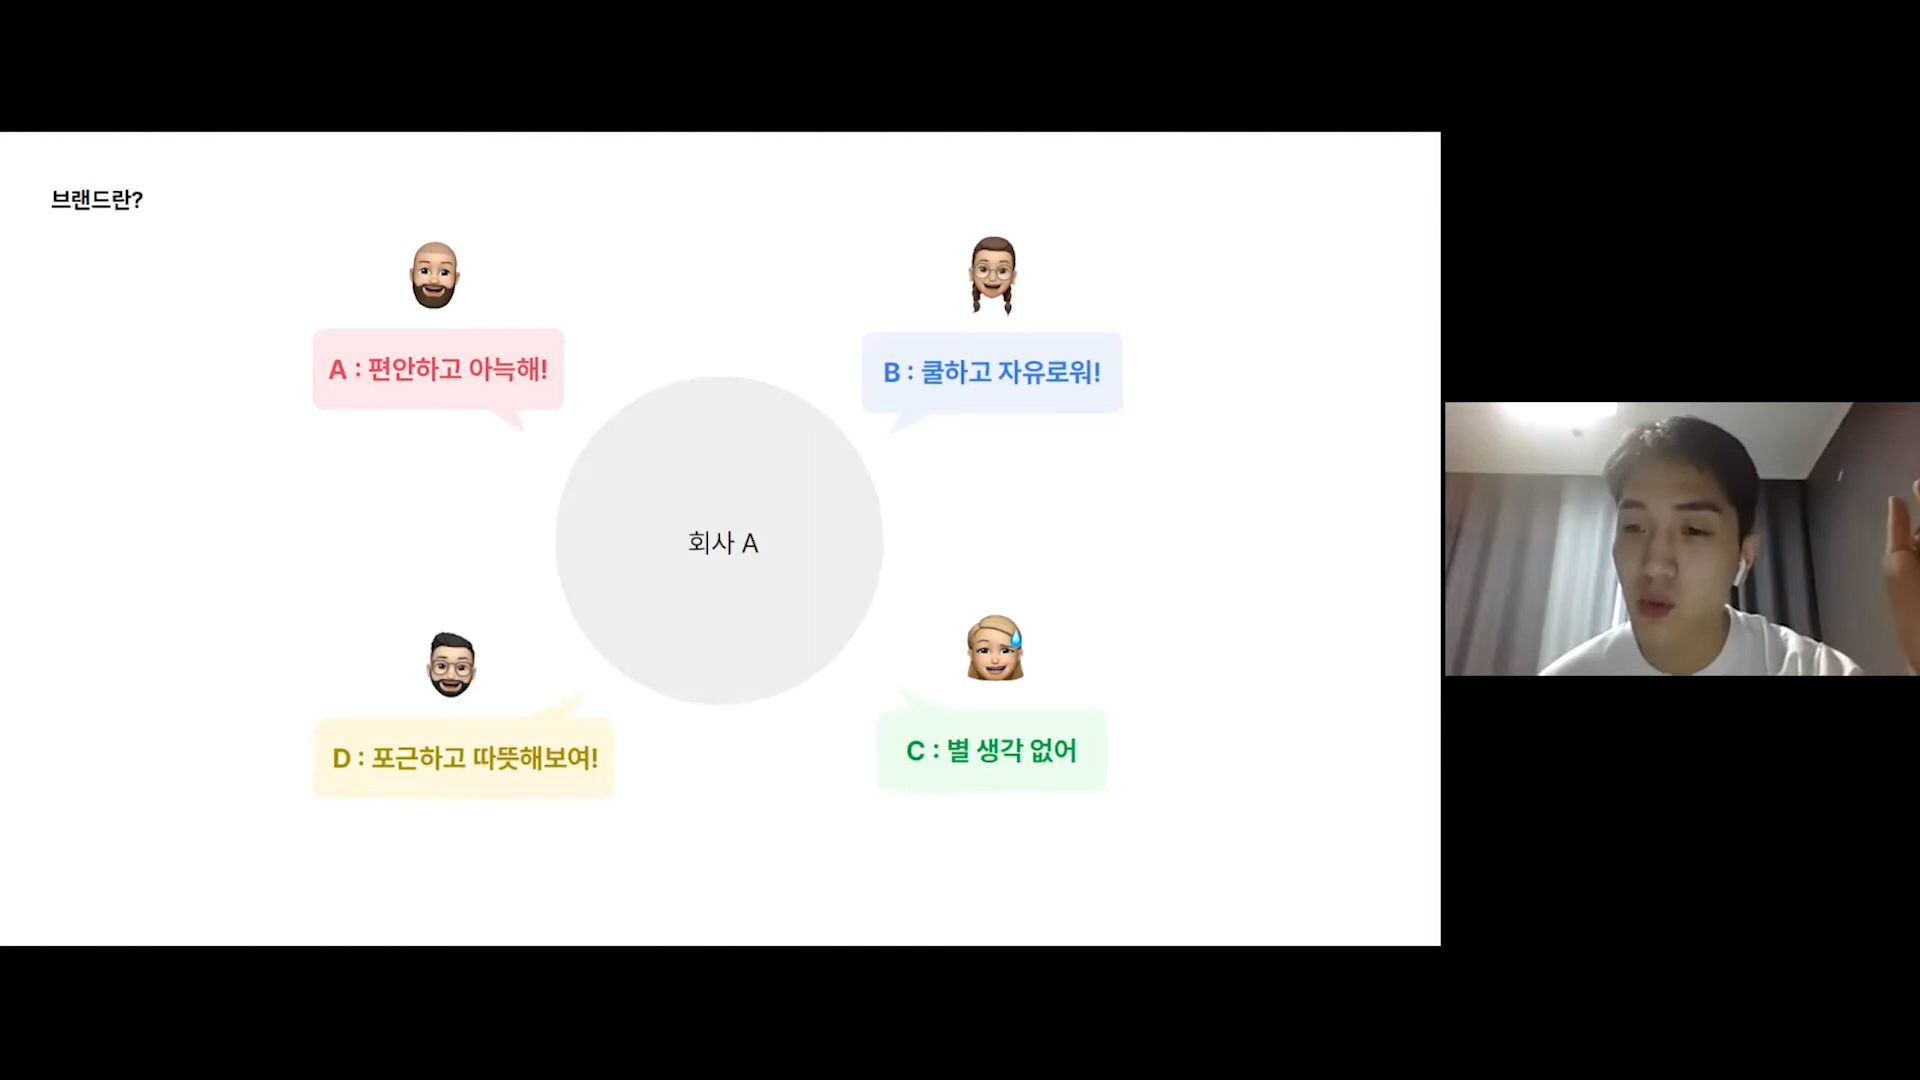 브랜드란?
A : 편안하고 아늑해!
B : 쿨하고 자유로워!
회사 A
D : 포근하고 따뜻해보여!
C : 별 생각 없어